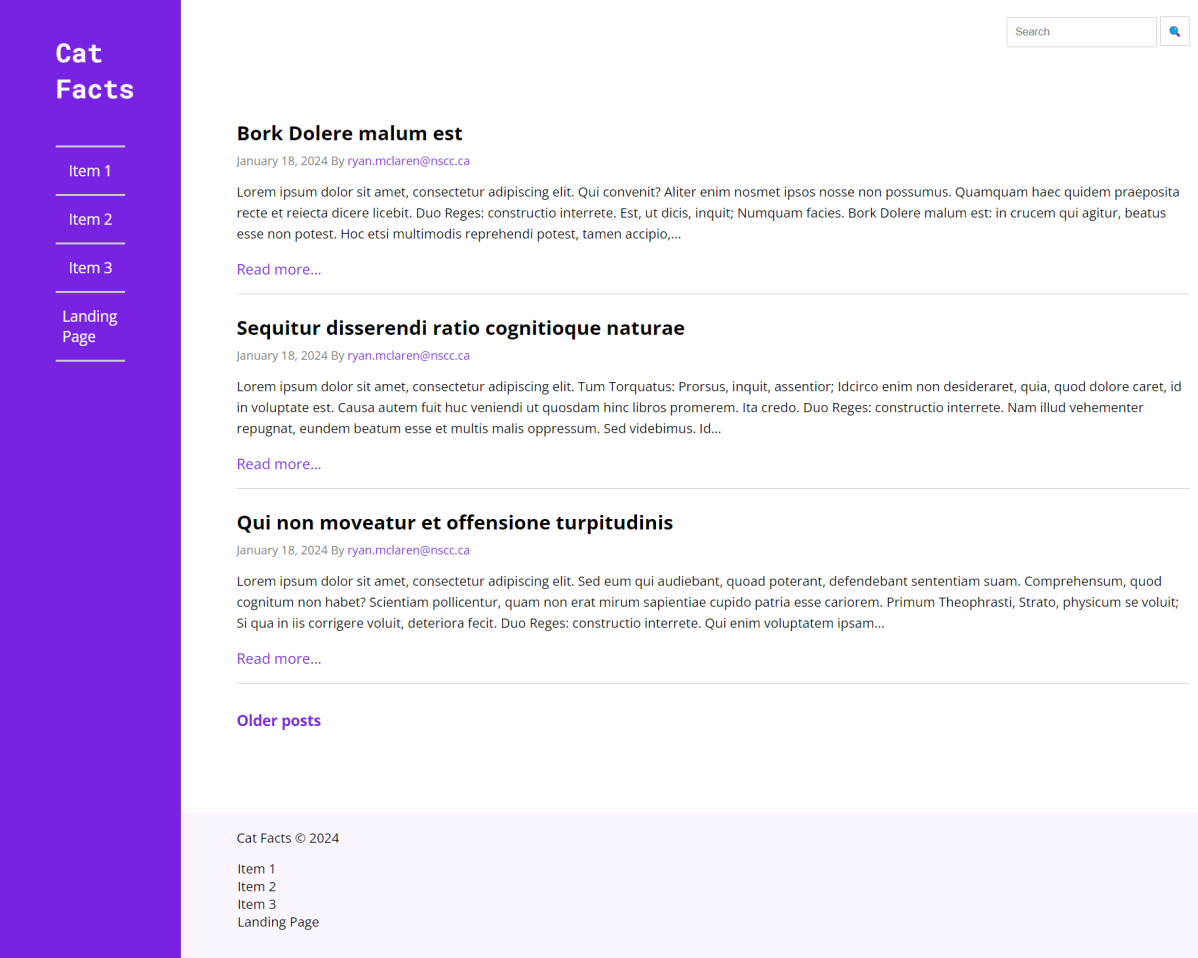 Cat
Facts
Item 1
Item 2
Item 3
Landing
Page
Search
Bork Dolere malum est
January 18, 2024 By ryan.mclaren@nscc.ca
Lorem ipsum dolor sit amet, consectetur adipiscing elit. Qui convenit? Aliter enim nosmet ipsos nosse non possumus. Quamquam haec quidem praeposita
recte et reiecta dicere licebit. Duo Reges: constructio interrete. Est, ut dicis, inquit; Numquam facies. Bork Dolere malum est: in crucem qui agitur, beatus
esse non potest. Hoc etsi multimodis reprehendi potest, tamen accipio,...
Read more...
Sequitur disserendi ratio cognitioque naturae
January 18, 2024 By ryan.mclaren@nscc.ca
Lorem ipsum dolor sit amet, consectetur adipiscing elit. Tum Torquatus: Prorsus, inquit, assentior; Idcirco enim non desideraret, quia, quod dolore caret, id
in voluptate est. Causa autem fuit huc veniendi ut quosdam hinc libros promerem. Ita credo. Duo Reges: constructio interrete. Nam illud vehementer
repugnat, eundem beatum esse et multis malis oppressum. Sed videbimus. Id...
Read more...
Qui non moveatur et offensione turpitudinis
January 18, 2024 By ryan.mclaren@nscc.ca
Lorem ipsum dolor sit amet, consectetur adipiscing elit. Sed eum qui audiebant, quoad poterant, defendebant sententiam suam. Comprehensum, quod
cognitum non habet? Scientiam pollicentur, quam non erat mirum sapientiae cupido patria esse cariorem. Primum Theophrasti, Strato, physicum se voluit;
Si qua in iis corrigere voluit, deteriora fecit. Duo Reges: constructio interrete. Qui enim voluptatem ipsam...
Read more...
Older posts
Cat Facts © 2024
Item 1
Item 2
Item 3
Landing Page